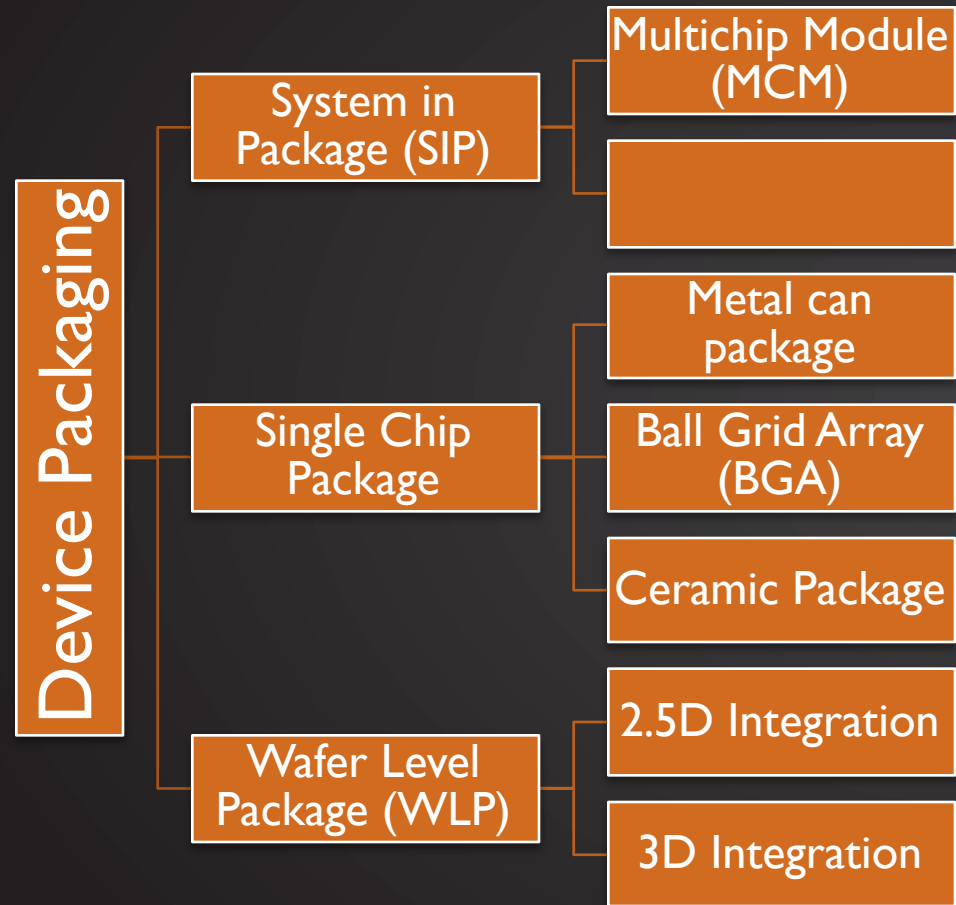 Device Packaging
System in
Package (SIP)
Multichip Module
(MCM)
Single Chip
Package
Metal can
package
Ball Grid Array
(BGA)
Ceramic Package
Wafer Level
Package (WLP)
2.5D Integration
3D Integration